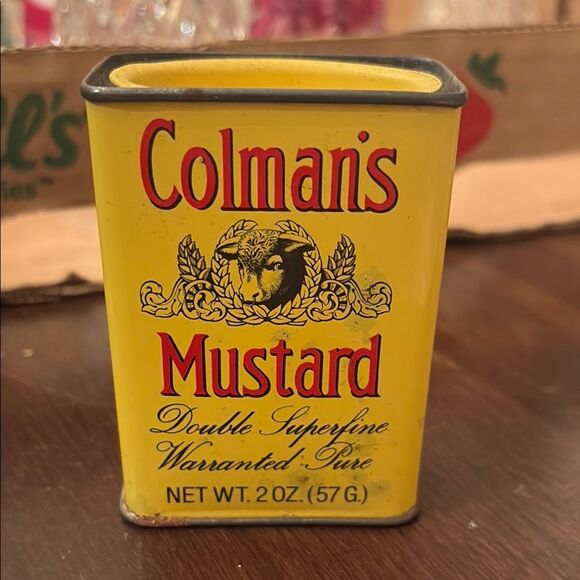 Colman's
Mustard
Double Superfine
Warranted Pure
NET WT. 2 OZ. (57 G.)